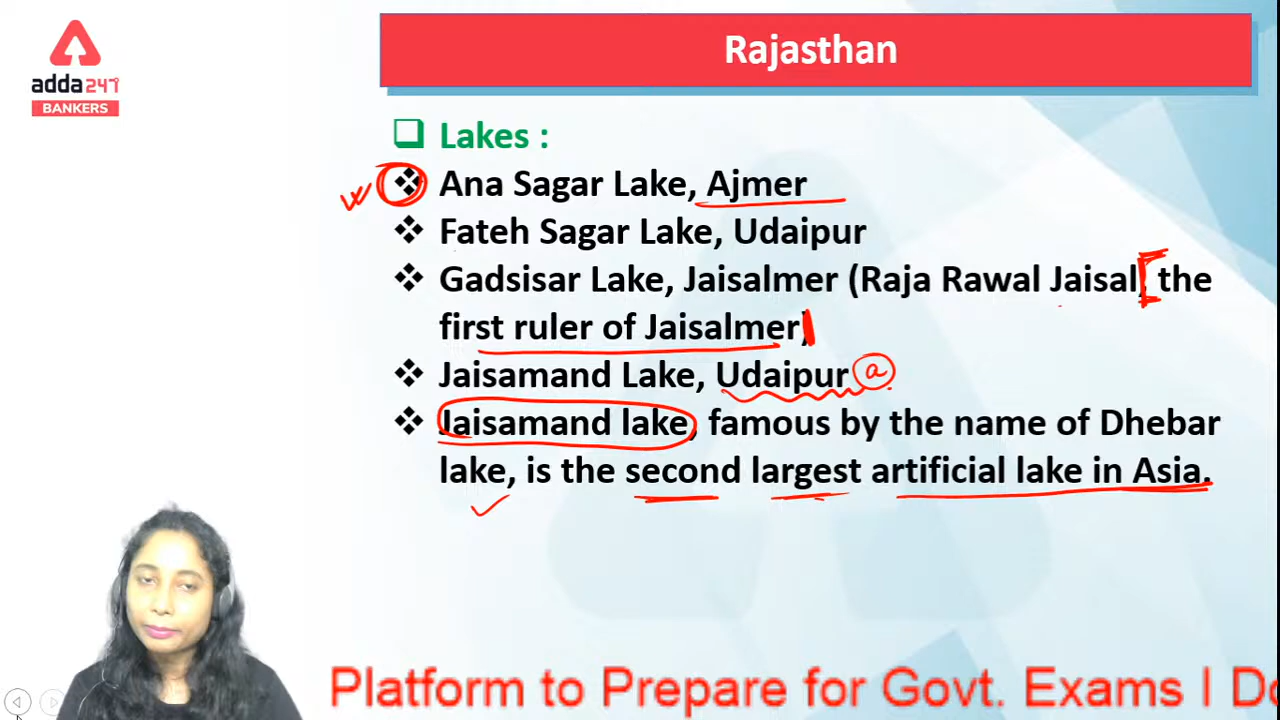 adda247
BANKERS
Rajasthan
Lakes :
Ana Sagar Lake, Ajmer
Fateh Sagar Lake, Udaipur
Gadsisar Lake, Jaisalmer (Raja Rawal Jaisal, the
first ruler of Jaisalmer)
Jaisamand Lake, Udaipur a
Jaisamand lake, famous by the name of Dhebar
lake, is the second largest artificial lake in Asia.
Platform to Prepare for Govt. Exams I Do